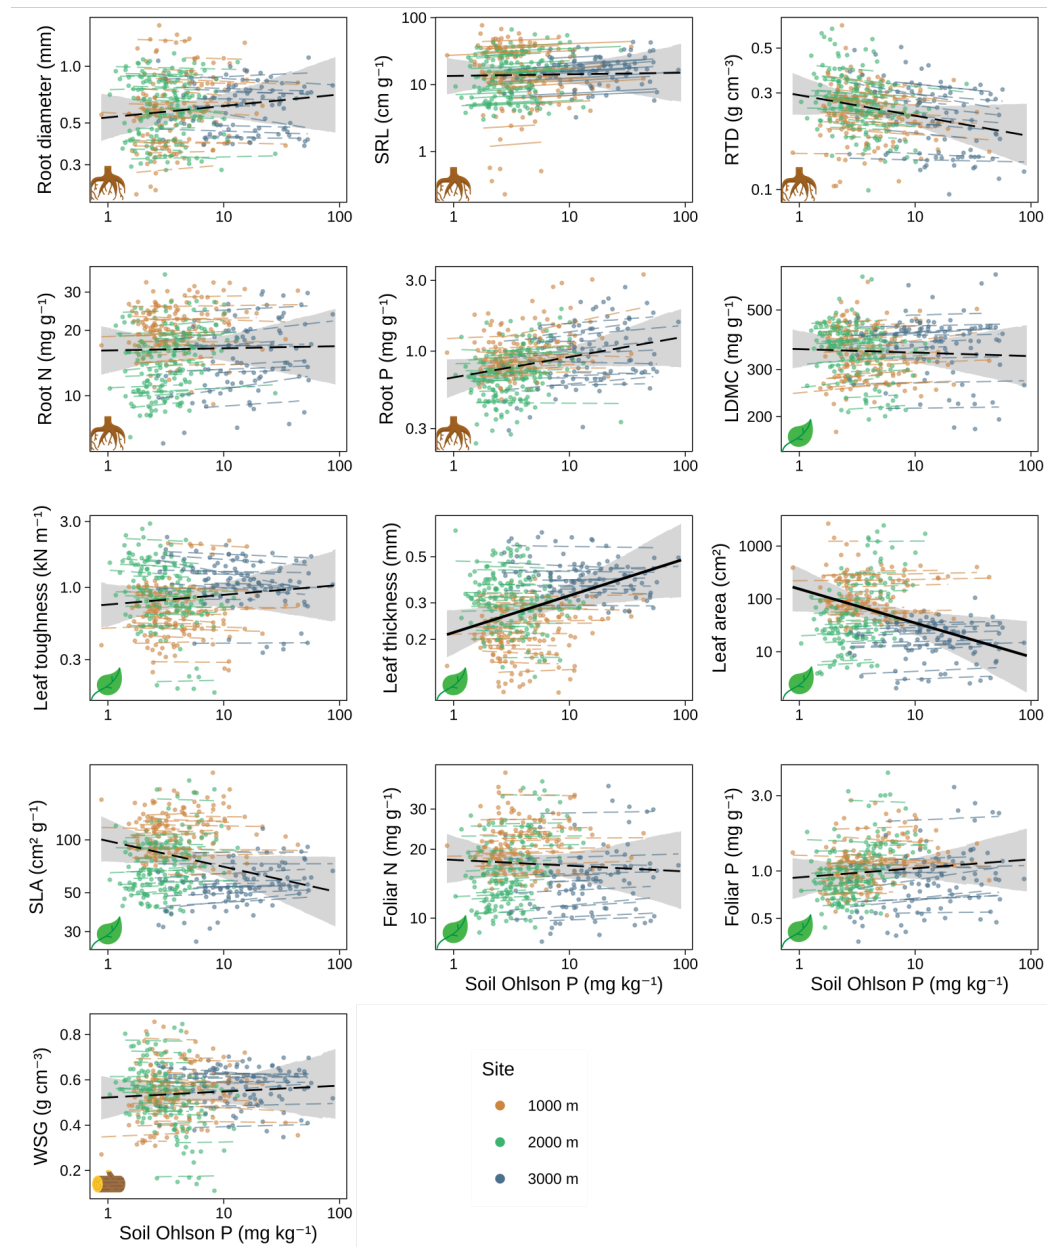 Root diameter (mm)
1.0
0.5
0.3
1 10 100
SRL (cm g⁻¹)
100
10
1
1 10 100
RTD (g cm⁻³)
0.5
0.3
0.1
1 10 100
Root N (mg g⁻¹)
30
20
10
1 10 100
Root P (mg g⁻¹)
3.0
1.0
0.3
1 10 100
LDMC (mg g⁻¹)
500
300
200
1 10 100
Leaf toughness (kN m⁻¹)
3.0
1.0
0.3
1 10 100
Leaf thickness (mm)
0.5
0.3
0.2
1 10 100
Leaf area (cm²)
1000
100
10
1 10 100
SLA (cm² g⁻¹)
100
50
30
1 10 100
Foliar N (mg g⁻¹)
30
20
10
1 10 100
Soil Ohlson P (mg kg⁻¹)
Foliar P (mg g⁻¹)
3.0
1.0
0.5
1 10 100
Soil Ohlson P (mg kg⁻¹)
WSG (g cm⁻³)
0.8
0.6
0.4
0.2
1 10 100
Soil Ohlson P (mg kg⁻¹)
Site
1000 m
2000 m
3000 m